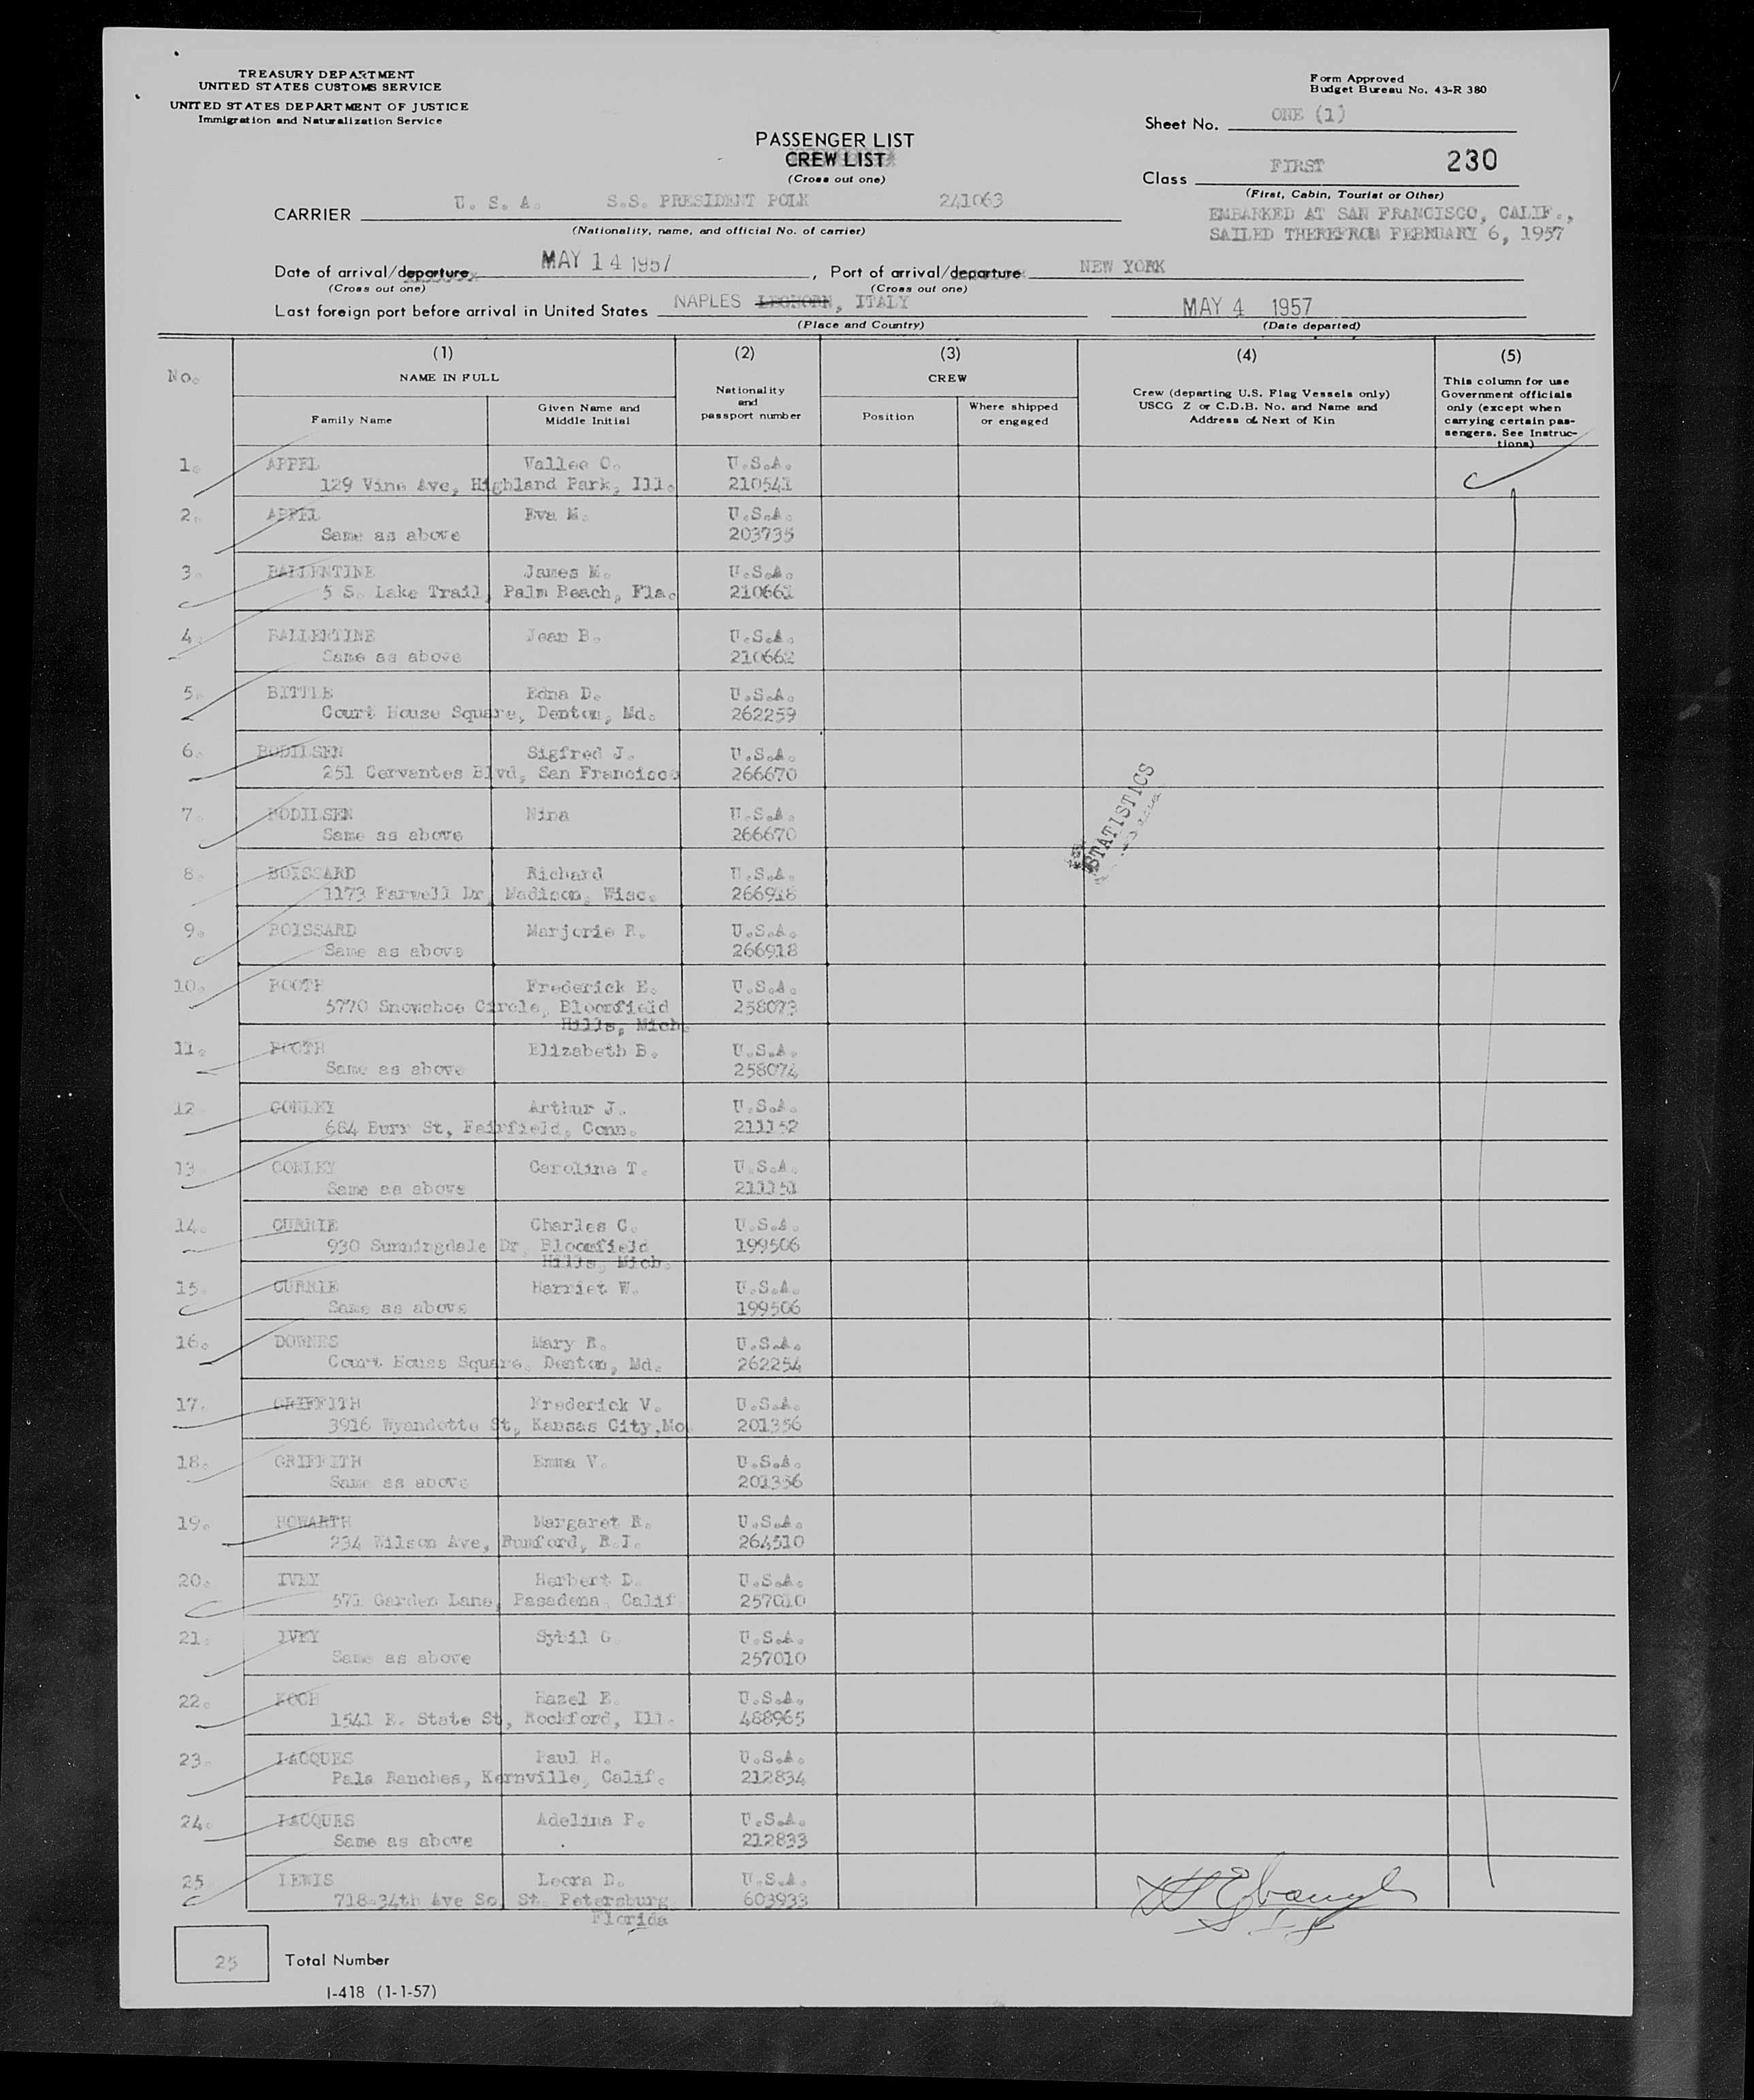 TREASURY DEPARTMENT
UNITED STATES CUSTOMS SERVICE
UNITED STATES DEPARTMENT OF JUSTICE
Immigration and Naturalization Service
Form Approved
Budget Bureau No. 43-R 380
Sheet No. ONE (1)
PASSENGER LIST
CREW LIST
(Cross out one)
Class FIRST 230
(First, Cabin, Tourist or Other)
CARRIER U. S. A. S.S. PRESIDENT POLK 241063
(Nationality, name, and official No. of carrier)
EMBARKED AT SAN FRANCISCO, CALIF.,
SAILED THEREFROM FEBRUARY 6, 1957
Date of arrival/departure MAY 14 1957, Port of arrival/departure NEW YORK
(Cross out one) (Cross out one)
Last foreign port before arrival in United States NAPLES LEGHORN, ITALY MAY 4 1957
(Place and Country) (Date departed)
No. (1) NAME IN FULL
Family Name
Given Name and Middle Initial
(2)
Nationality and passport number
(3)
CREW
Position
Where shipped or engaged
(4)
Crew (departing U.S. Flag Vessels only)
USCG Z or C.D.B. No. and Name and
Address of Next of Kin
(5)
This column for use
Government officials
only (except when
carrying certain pas-
sengers. See Instruc-
tions)
1. APPEL Vallee O. U.S.A.
129 Vine Ave, Highland Park, Ill. 210541
2. APPEL Eva M. U.S.A.
Same as above 203735
3. BALLENTINE James M. U.S.A.
5 S. Lake Trail, Palm Beach, Fla. 210661
4. BALLENTINE Jean B. U.S.A.
Same as above 210662
5. BITTLE Edna D. U.S.A.
Court House Square, Denton, Md. 262259
6. BODILSEN Sigfred J. U.S.A.
251 Cervantes Blvd, San Francisco 266670
7. BODILSEN Nina U.S.A.
Same as above 266670
8. BOISSARD Richard U.S.A.
1173 Farwell Dr, Madison, Wisc. 266918
9. BOISSARD Marjorie R. U.S.A.
Same as above 266918
10. BOOTH Frederick E. U.S.A.
5770 Snowshoe Circle, Bloomfield 258073
Hills, Mich.
11. BOOTH Elizabeth B. U.S.A.
Same as above 258074
12 CONLEY Arthur J. U.S.A.
684 Burr St, Fairfield, Conn. 211152
13 CONLEY Caroline T. U.S.A.
Same as above 211151
14. CURRIE Charles C. U.S.A.
930 Sunningdale Dr, Bloomfield 199506
Hills, Mich.
15. CURRIE Harriet W. U.S.A.
Same as above 199506
16. DOWNES Mary R. U.S.A.
Court House Square, Denton, Md. 262254
17. GRIFFITH Frederick V. U.S.A.
3916 Wyandotte St, Kansas City,Mo 201356
18. GRIFFITH Emma V. U.S.A.
Same as above 201356
19. HOWARTH Margaret R. U.S.A.
234 Wilson Ave, Rumford, R.I. 264510
20. IVEY Herbert D. U.S.A.
571 Garden Lane, Pasadena, Calif 257010
21. IVEY Sybil G. U.S.A.
Same as above 257010
22. KOCH Hazel E. U.S.A.
1541 E. State St, Rockford, Ill. 488965
23. LACQUES Paul H. U.S.A.
Pala Ranches, Kernville, Calif. 212834
24. LACQUES Adelina F. U.S.A.
Same as above 212833
25 LEWIS Leora D. U.S.A.
718-34th Ave So, St. Petersburg, 603933
Florida
STATISTICS
25 Total Number
I-418 (1-1-57)